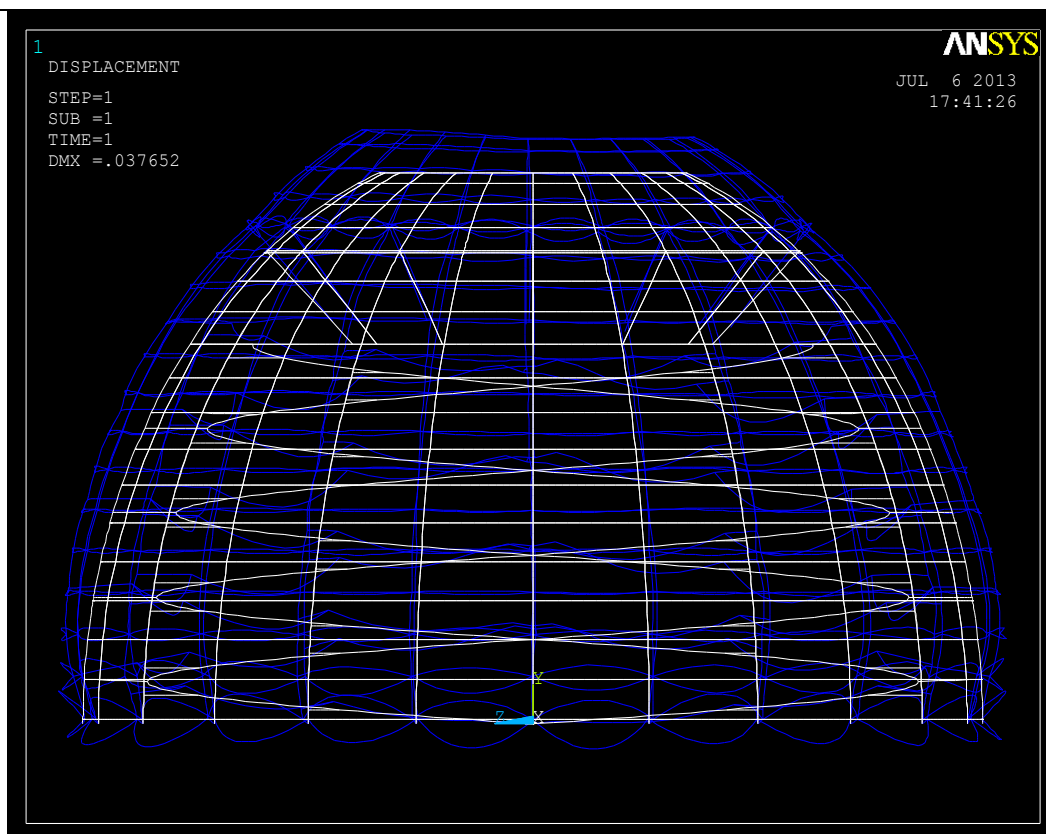 1
ANSYS
DISPLACEMENT
STEP=1
SUB =1
TIME=1
DMX =.037652
JUL  6 2013
17:41:26
Y
Z
X